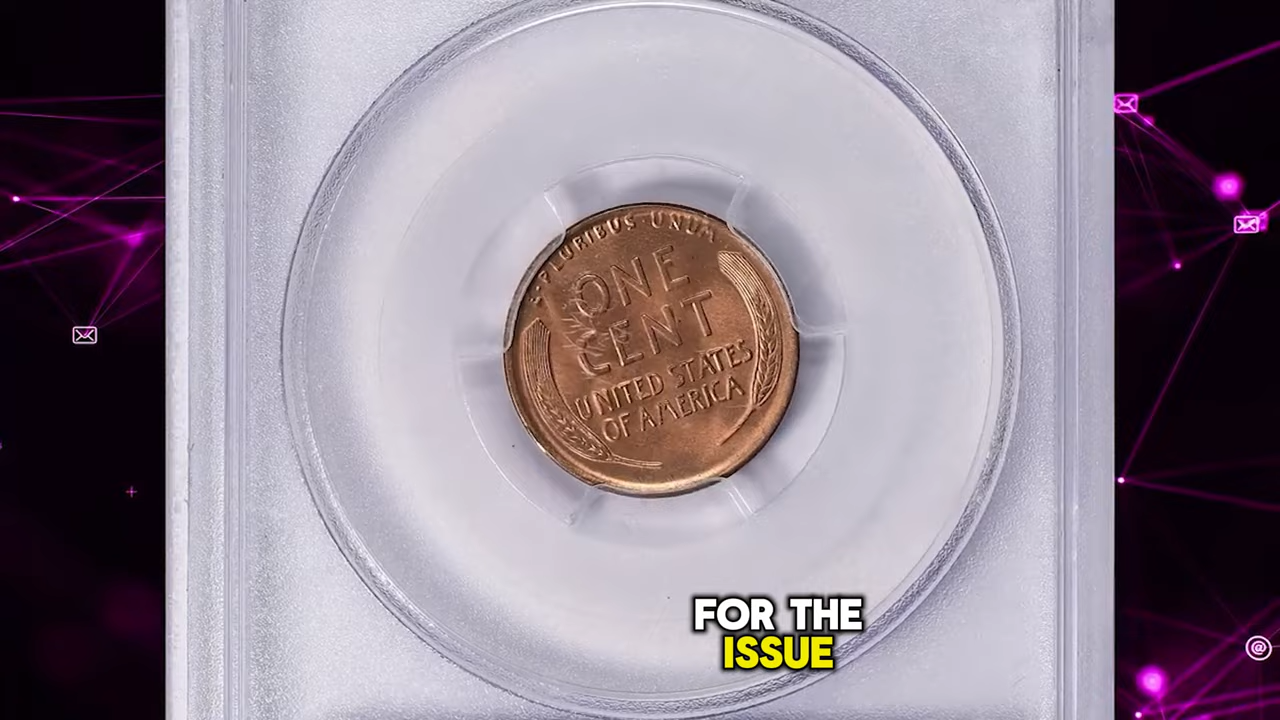 E·PLURIBUS·UNUM
ONE
CENT
UNITED STATES
OF AMERICA
FOR THE
ISSUE
@